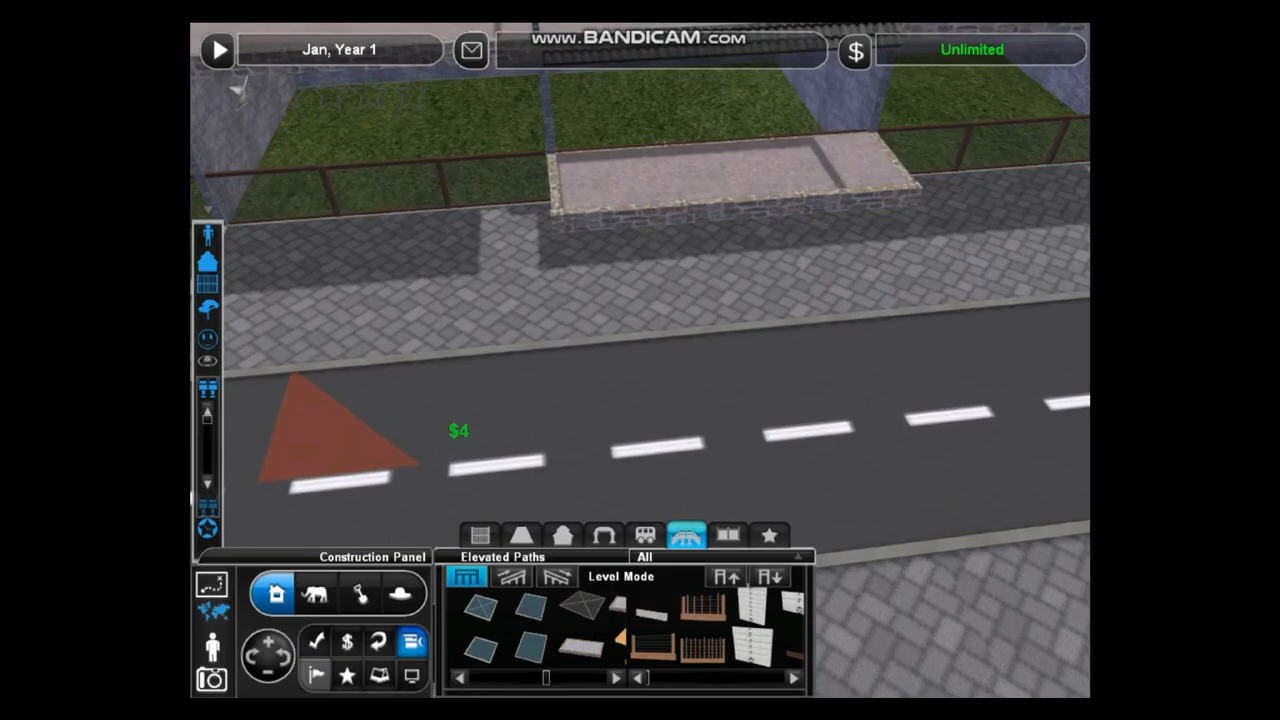 www.BANDICAM.com
Jan, Year 1
$
Unlimited
$4
Construction Panel
Elevated Paths
All
Level Mode
$